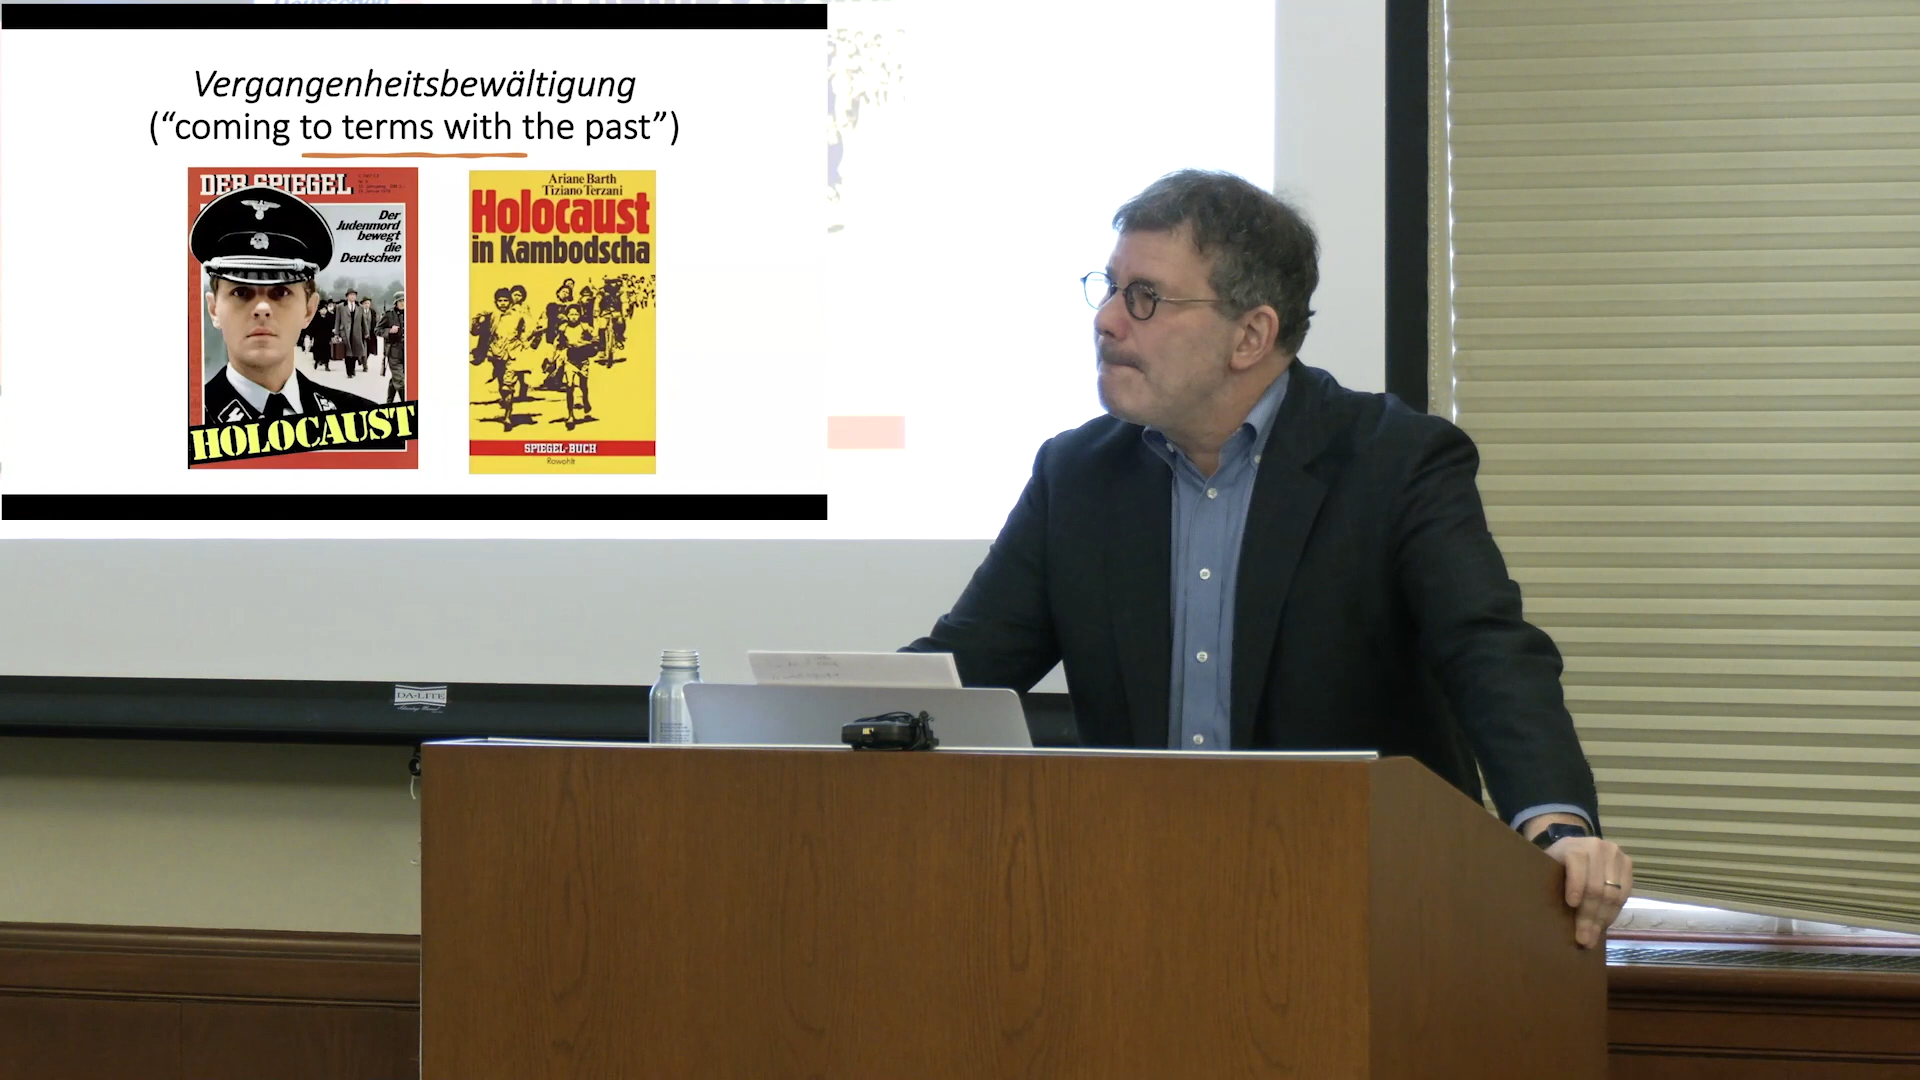 Vergangenheitsbewältigung
(“coming to terms with the past”)
DER SPIEGEL
Der
Judenmord
bewegt
die
Deutschen
HOLOCAUST
Ariane Barth
Tiziano Terzani
Holocaust
in Kambodscha
SPIEGEL-BUCH
Rowohlt
DA-LITE